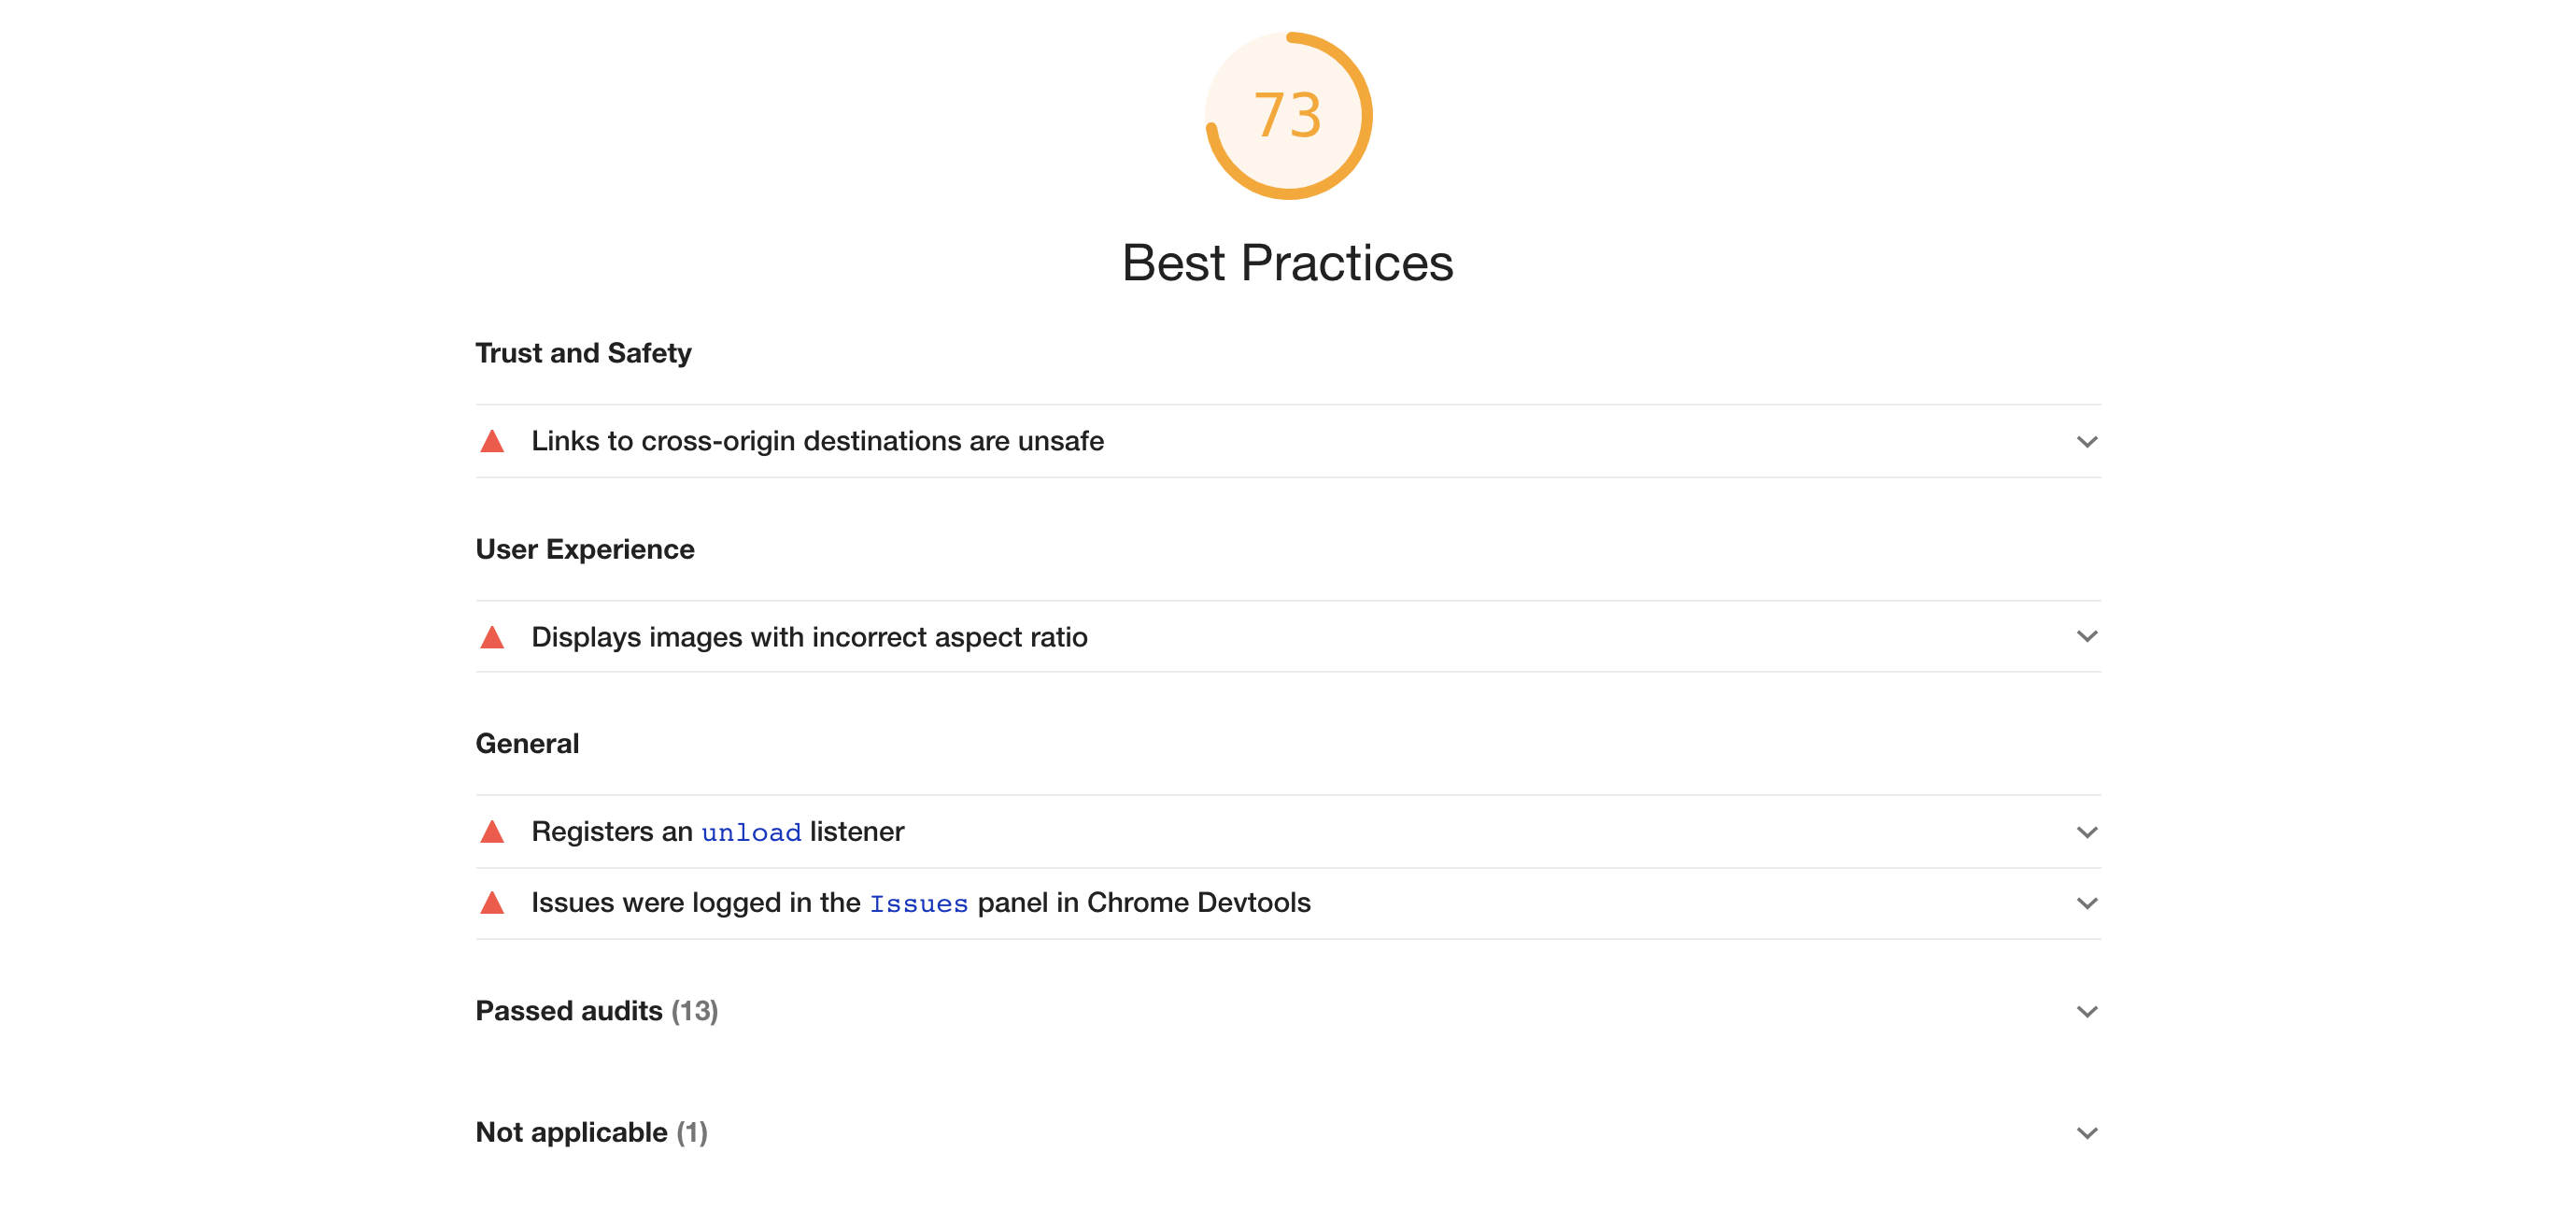 73
Best Practices
Trust and Safety
Links to cross-origin destinations are unsafe
User Experience
Displays images with incorrect aspect ratio
General
Registers an unload listener
Issues were logged in the Issues panel in Chrome Devtools
Passed audits (13)
Not applicable (1)